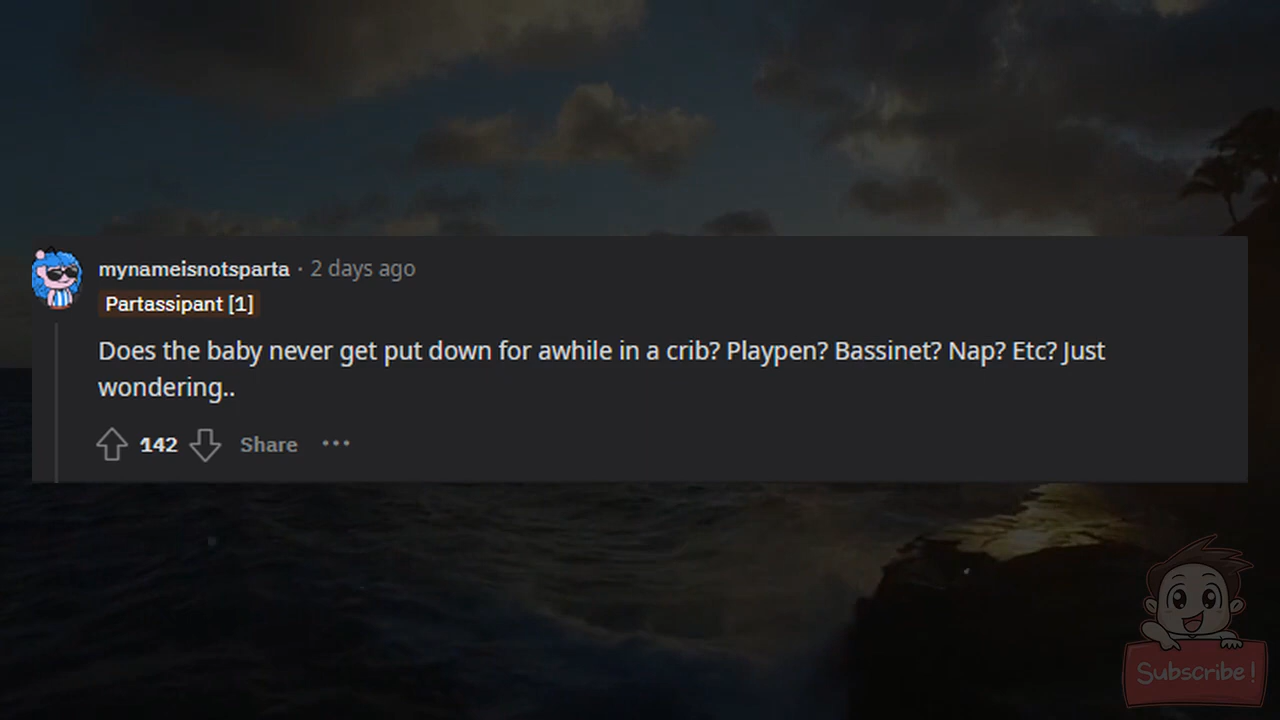 mynameisnotsparta · 2 days ago
Partassipant [1]
Does the baby never get put down for awhile in a crib? Playpen? Bassinet? Nap? Etc? Just
wondering..
142 Share ···
Subscribe!